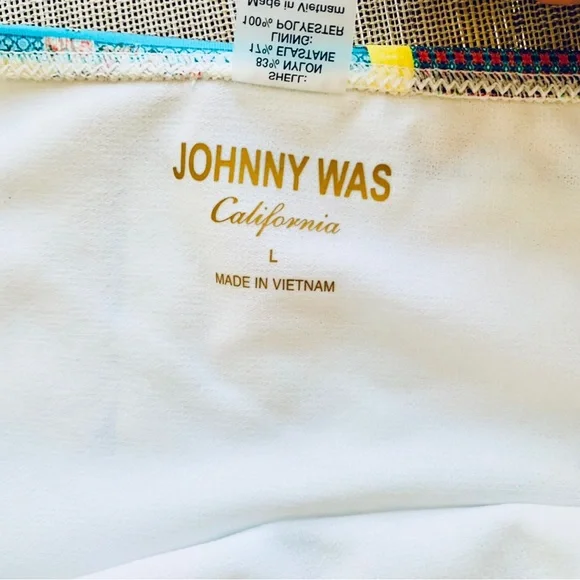 SHELL:
83% NYLON
17% ELASTANE
LINING:
100% POLYESTER
Made in Vietnam
JOHNNY WAS
California
L
MADE IN VIETNAM